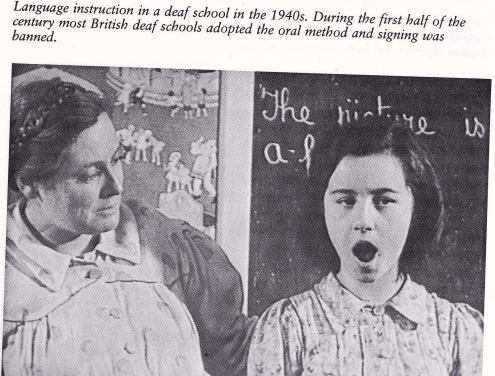 Language instruction in a deaf school in the 1940s. During the first half of the
century most British deaf schools adopted the oral method and signing was
banned.
The picture is
a-f